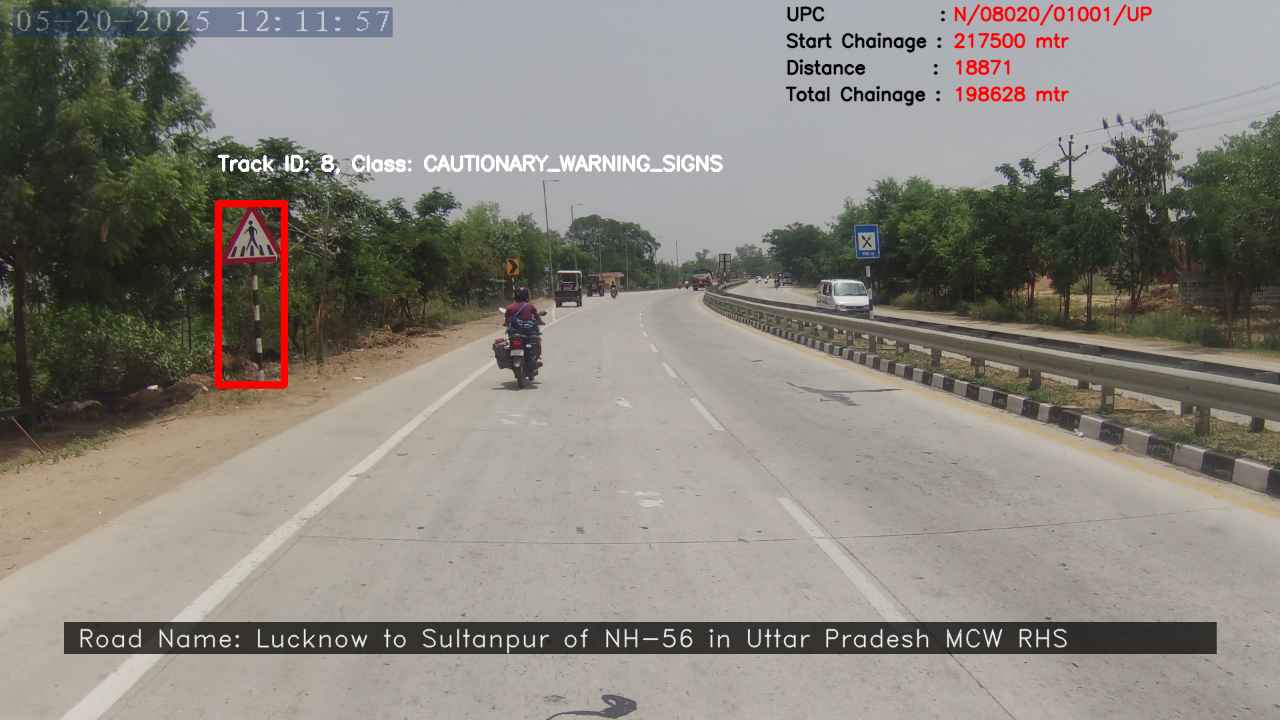 05-20-2025 12:11:57
UPC : N/08020/01001/UP
Start Chainage : 217500 mtr
Distance : 18871
Total Chainage : 198628 mtr
Track ID: 8, Class: CAUTIONARY_WARNING_SIGNS
Road Name: Lucknow to Sultanpur of NH-56 in Uttar Pradesh MCW RHS